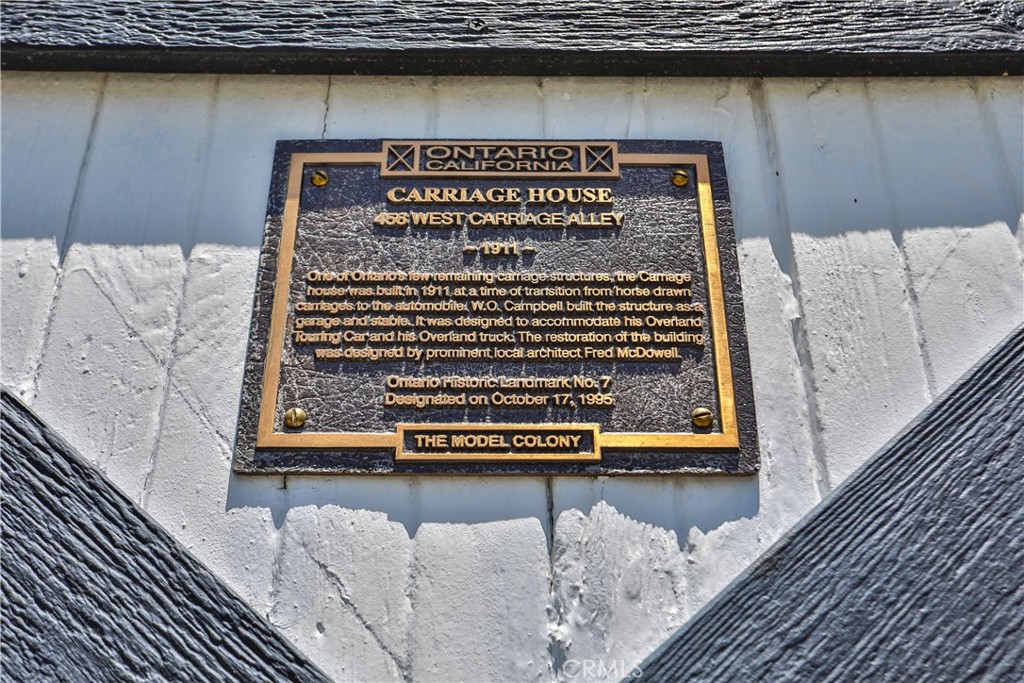 ONTARIO
CALIFORNIA
CARRIAGE HOUSE
456 WEST CARRIAGE ALLEY
~ 1911 ~
One of Ontario's few remaining carriage structures, the Carriage
house was built in 1911 at a time of transition from horse drawn
carriages to the automobile. W.O. Campbell built the structure as a
garage and stable. It was designed to accommodate his Overland
Touring Car and his Overland truck. The restoration of the building
was designed by prominent local architect Fred McDowell.
Ontario Historic Landmark No. 7
Designated on October 17, 1995
THE MODEL COLONY
CRMLS